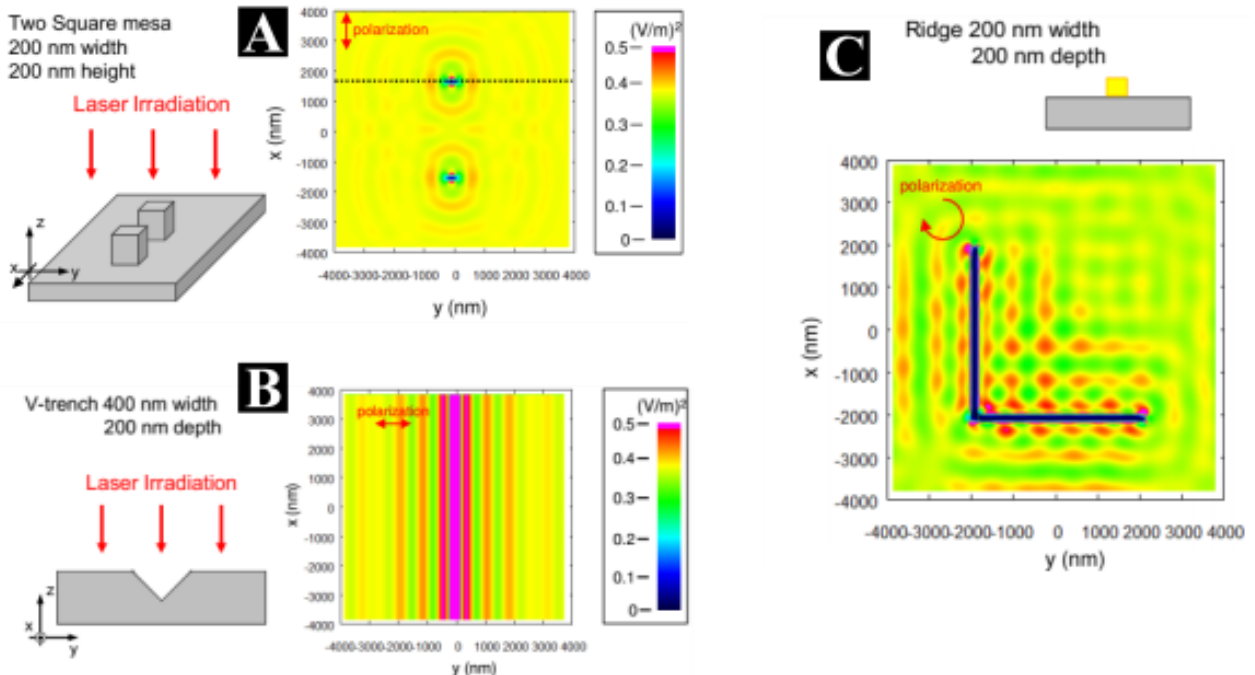 Two Square mesa
200 nm width
200 nm height
Laser Irradiation
z
x
y
A
polarization
4000
3000
2000
1000
0
-1000
-2000
-3000
-4000
x (nm)
-4000-3000-2000-1000 0 1000 2000 3000 4000
y (nm)
(V/m)²
0.5
0.4
0.3
0.2
0.1
0
V-trench 400 nm width
200 nm depth
Laser Irradiation
z
x
y
B
polarization
4000
3000
2000
1000
0
-1000
-2000
-3000
-4000
x (nm)
-4000-3000-2000-1000 0 1000 2000 3000 4000
y (nm)
(V/m)²
0.5
0.4
0.3
0.2
0.1
0
C
Ridge 200 nm width
200 nm depth
polarization
4000
3000
2000
1000
0
-1000
-2000
-3000
-4000
x (nm)
-4000-3000-2000-1000 0 1000 2000 3000 4000
y (nm)